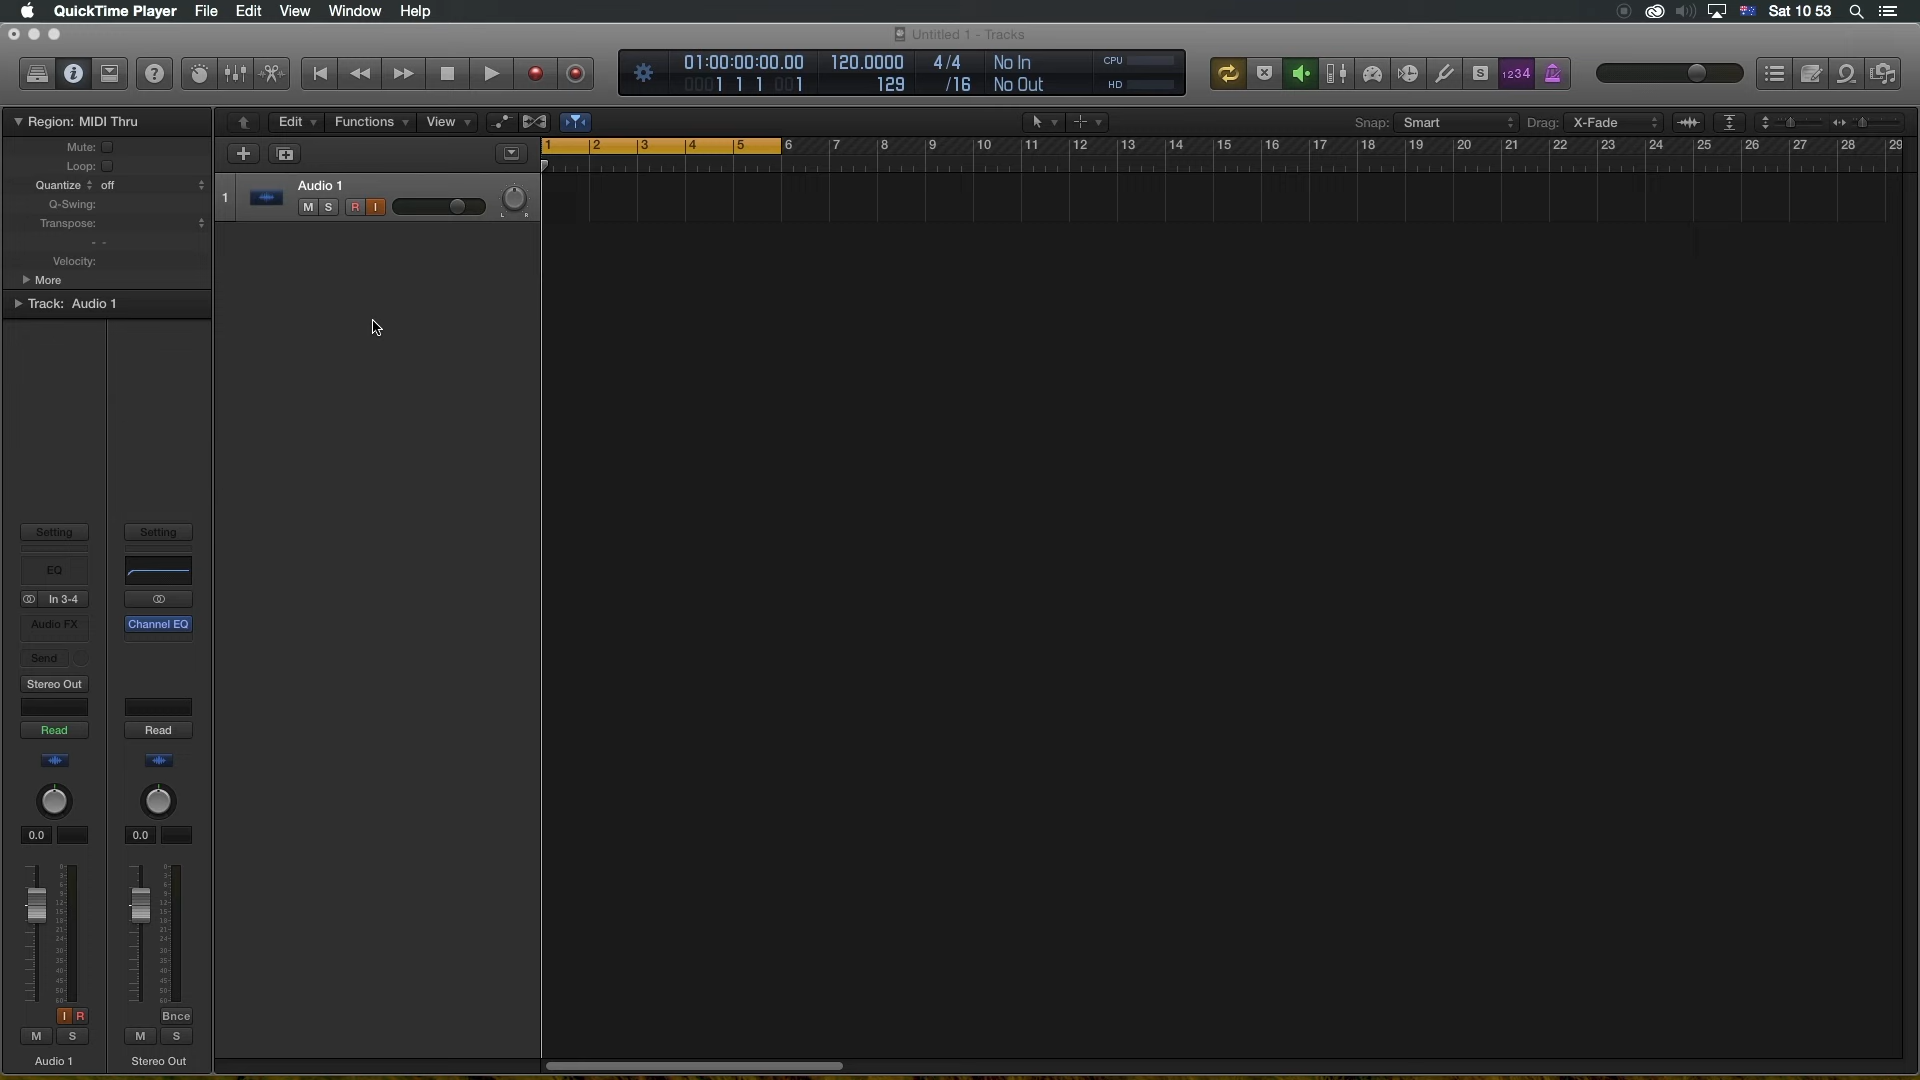 QuickTime Player File Edit View Window Help Sat 10 53
Untitled 1 - Tracks
01:00:00:00.00 120.0000 4/4 No In CPU
0001 1 1 001 129 /16 No Out HD
S 1234
Region: MIDI Thru
Edit Functions View Snap: Smart Drag: X-Fade
Mute:
Loop:
Quantize off
Q-Swing:
Transpose:
- -
Velocity:
More
Track: Audio 1
1 2 3 4 5 6 7 8 9 10 11 12 13 14 15 16 17 18 19 20 21 22 23 24 25 26 27 28 29
1 Audio 1
M S R I L R
Setting Setting
EQ
In 3-4
Audio FX Channel EQ
Send
Stereo Out
Read Read
0.0 0.0
I R Bnce
M S M S
Audio 1 Stereo Out